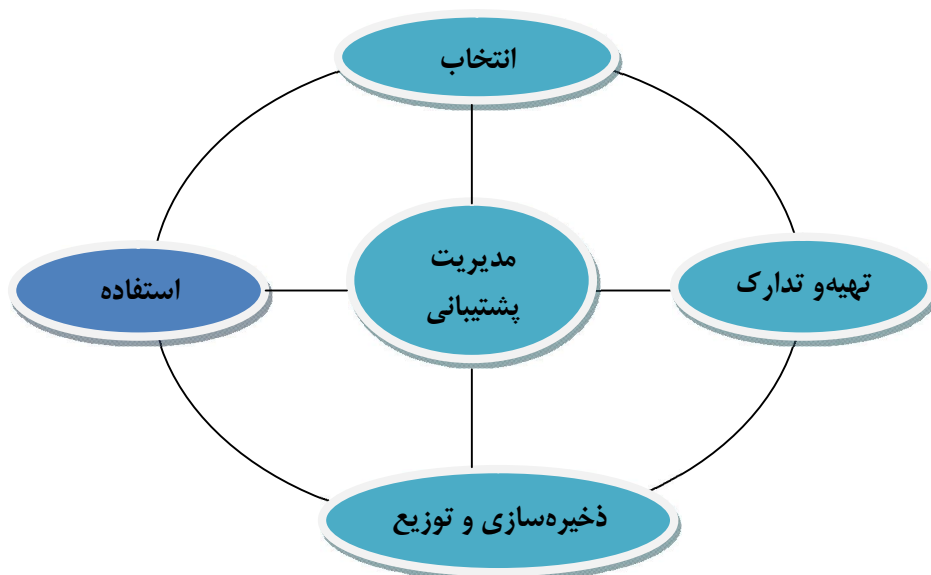 انتخاب
مدیریت
پشتیبانی
تهیه‌و تدارک
استفاده
ذخیره‌سازی و توزیع